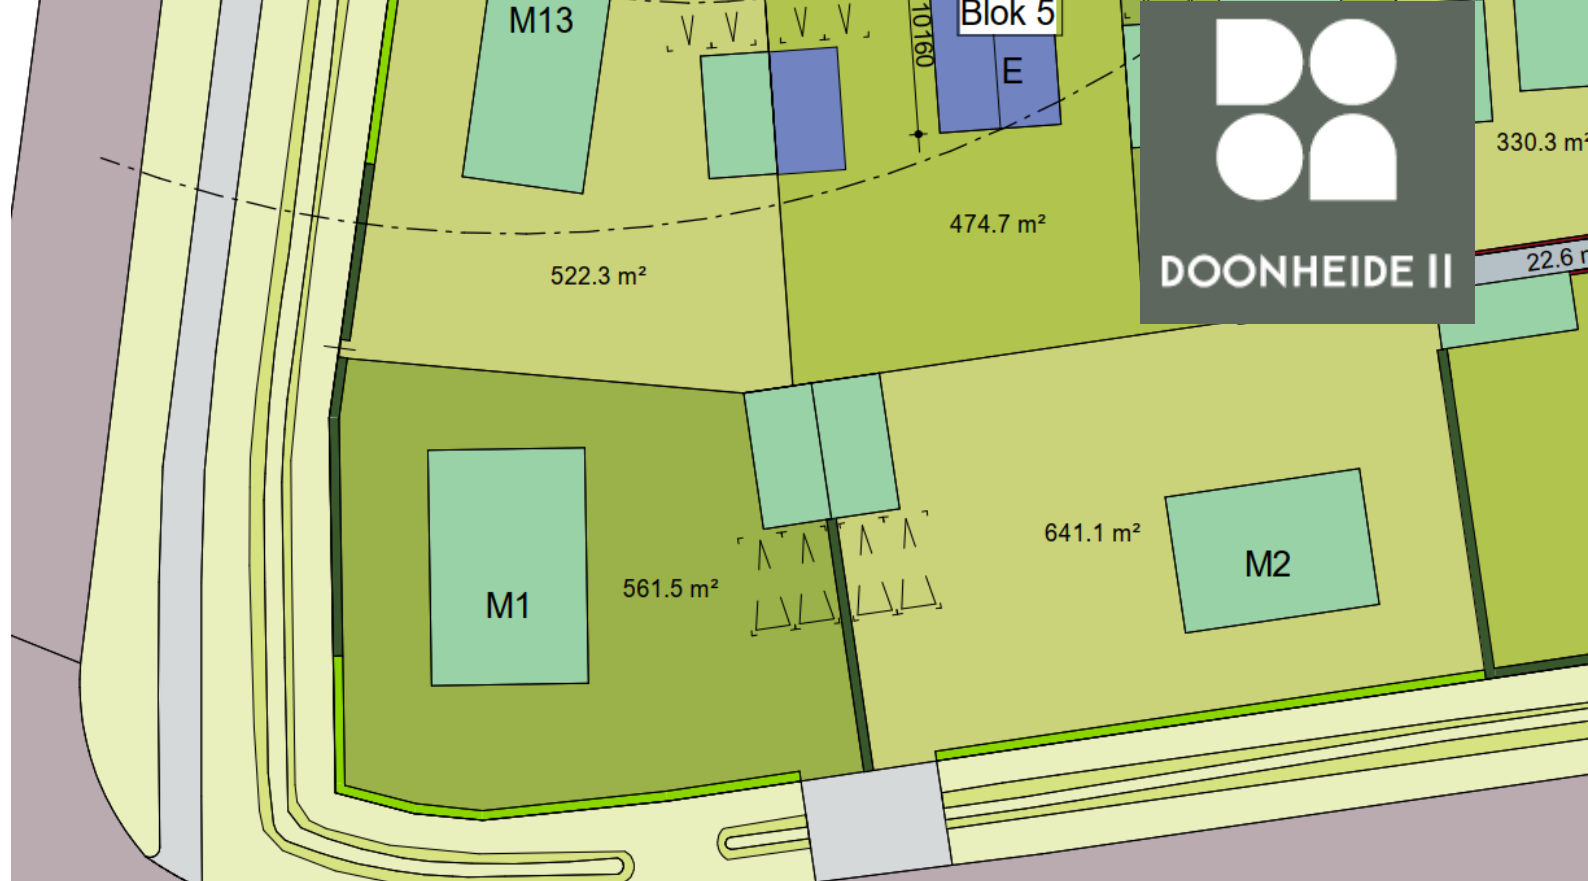 M13
10160
Blok 5
E
330.3 m²
474.7 m²
522.3 m²
DOONHEIDE II
22.6
641.1 m²
M2
561.5 m²
M1